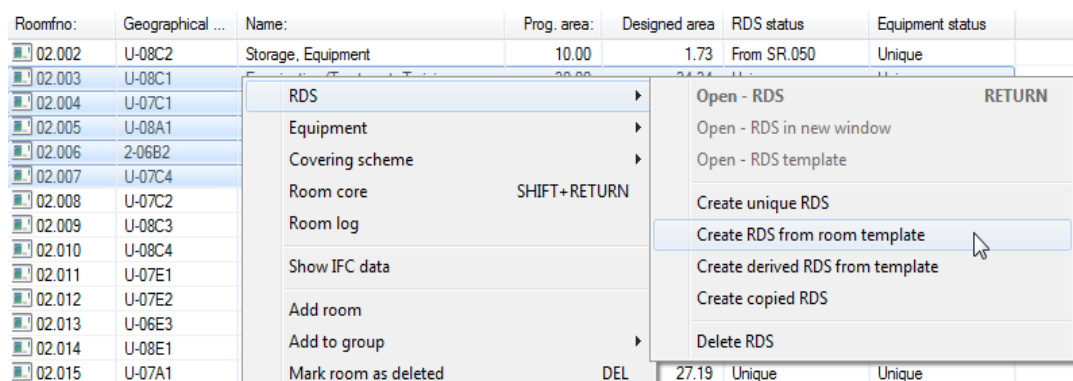 Roomfno: Geographical ... Name: Prog. area: Designed area RDS status Equipment status
02.002 U-08C2 Storage, Equipment 10.00 1.73 From SR.050 Unique
02.003 U-08C1
02.004 U-07C1 RDS Open - RDS RETURN
02.005 U-08A1 Equipment Open - RDS in new window
02.006 2-06B2 Covering scheme Open - RDS template
02.007 U-07C4 Room core SHIFT+RETURN
02.008 U-07C2 Create unique RDS
02.009 U-08C3 Room log Create RDS from room template
02.010 U-08C4
02.011 U-07E1 Show IFC data Create derived RDS from template
02.012 U-07E2 Add room Create copied RDS
02.013 U-06E3
02.014 U-08E1 Add to group Delete RDS
02.015 U-07A1 Mark room as deleted DEL 27.19 Unique Unique